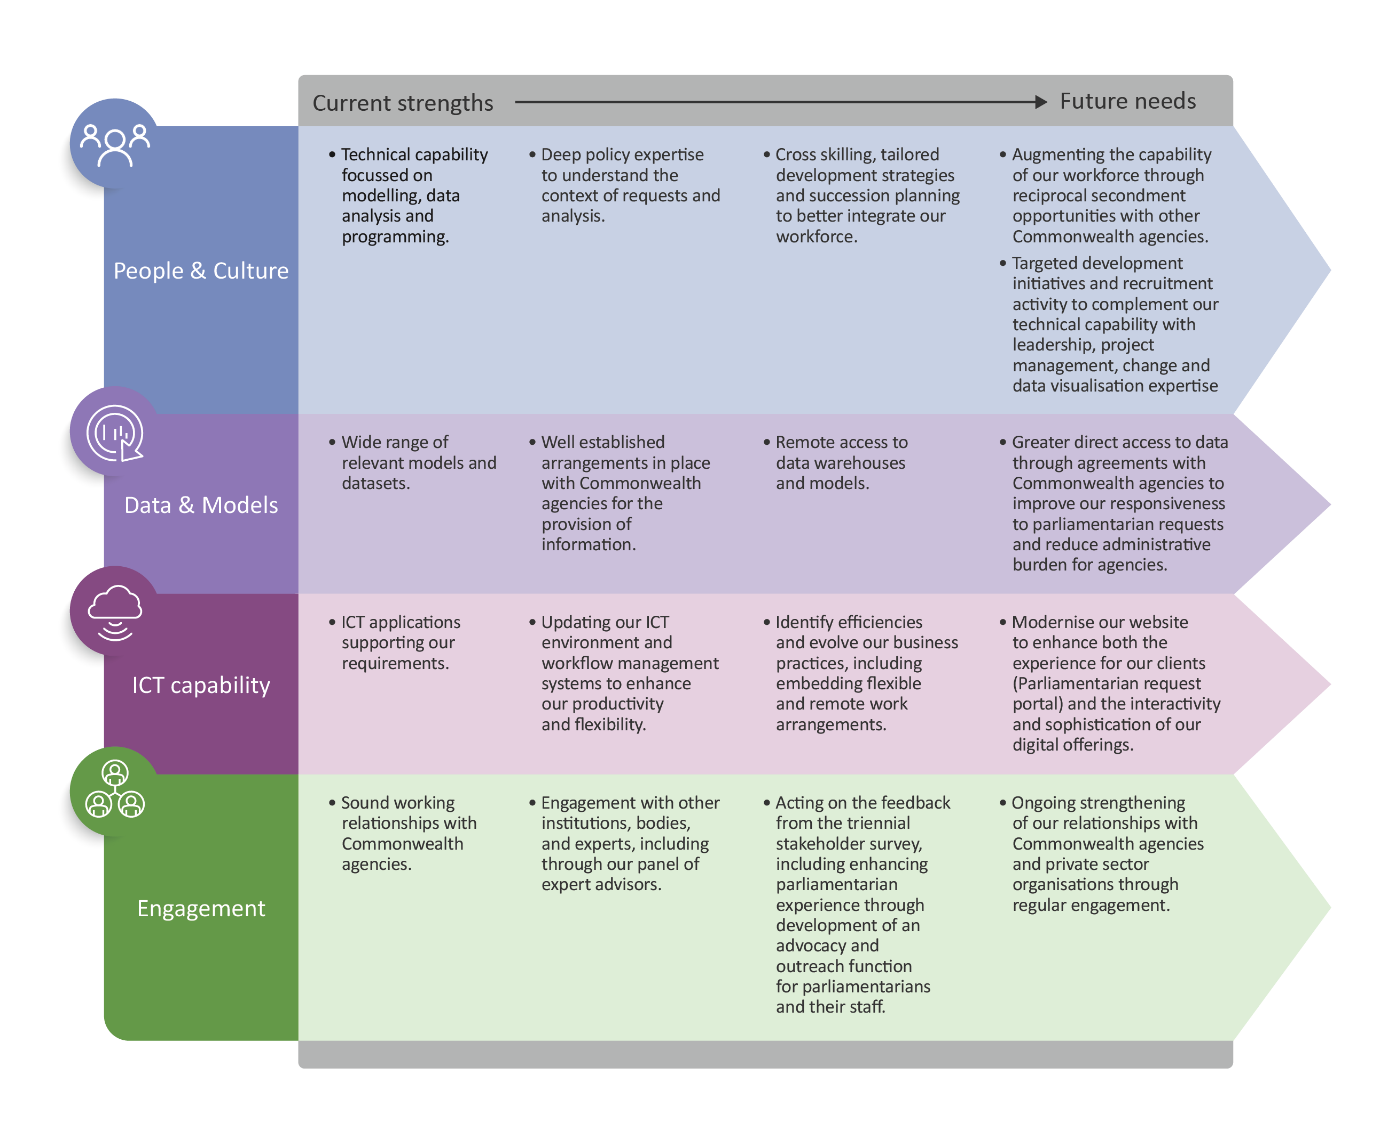 Current strengths
Future needs
People & Culture
• Technical capability
focussed on
modelling, data
analysis and
programming.
• Deep policy expertise
to understand the
context of requests and
analysis.
• Cross skilling, tailored
development strategies
and succession planning
to better integrate our
workforce.
• Augmenting the capability
of our workforce through
reciprocal secondment
opportunities with other
Commonwealth agencies.
• Targeted development
initiatives and recruitment
activity to complement our
technical capability with
leadership, project
management, change and
data visualisation expertise
Data & Models
• Wide range of
relevant models and
datasets.
• Well established
arrangements in place
with Commonwealth
agencies for the
provision of
information.
• Remote access to
data warehouses
and models.
• Greater direct access to data
through agreements with
Commonwealth agencies to
improve our responsiveness
to parliamentarian requests
and reduce administrative
burden for agencies.
ICT capability
• ICT applications
supporting our
requirements.
• Updating our ICT
environment and
workflow management
systems to enhance
our productivity
and flexibility.
• Identify efficiencies
and evolve our business
practices, including
embedding flexible
and remote work
arrangements.
• Modernise our website
to enhance both the
experience for our clients
(Parliamentarian request
portal) and the interactivity
and sophistication of our
digital offerings.
Engagement
• Sound working
relationships with
Commonwealth
agencies.
• Engagement with other
institutions, bodies,
and experts, including
through our panel of
expert advisors.
• Acting on the feedback
from the triennial
stakeholder survey,
including enhancing
parliamentarian
experience through
development of an
advocacy and
outreach function
for parliamentarians
and their staff.
• Ongoing strengthening
of our relationships with
Commonwealth agencies
and private sector
organisations through
regular engagement.